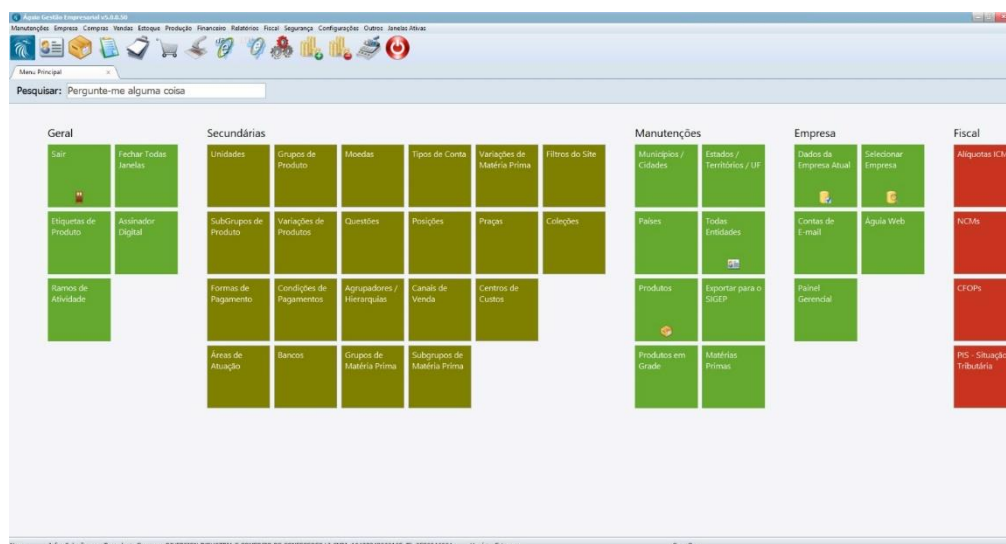 Águia Gestão Empresarial v5.0.0.50
Manutenções Empresa Compras Vendas Estoque Produção Financeiro Relatórios Fiscal Segurança Configurações Outros Janelas Ativas
Menu Principal
Pesquisar: Pergunte-me alguma coisa
Geral
Sair
Fechar Todas
Janelas
Etiquetas de
Produto
Assinador
Digital
Ramos de
Atividade
Secundárias
Unidades
Grupos de
Produto
Moedas
Tipos de Conta
Variações de
Matéria Prima
Filtros do Site
SubGrupos de
Produto
Variações de
Produtos
Questões
Posições
Praças
Coleções
Formas de
Pagamento
Condições de
Pagamentos
Agrupadores /
Hierarquias
Canais de
Venda
Centros de
Custos
Áreas de
Atuação
Bancos
Grupos de
Matéria Prima
Subgrupos de
Matéria Prima
Manutenções
Municípios /
Cidades
Estados /
Territórios / UF
Países
Todas
Entidades
Produtos
Exportar para o
SIGEP
Produtos em
Grade
Matérias
Primas
Empresa
Dados da
Empresa Atual
Selecionar
Empresa
Contas de
E-mail
Águia Web
Painel
Gerencial
Fiscal
Alíquotas ICM
NCMs
CFOPs
PIS - Situação
Tributária